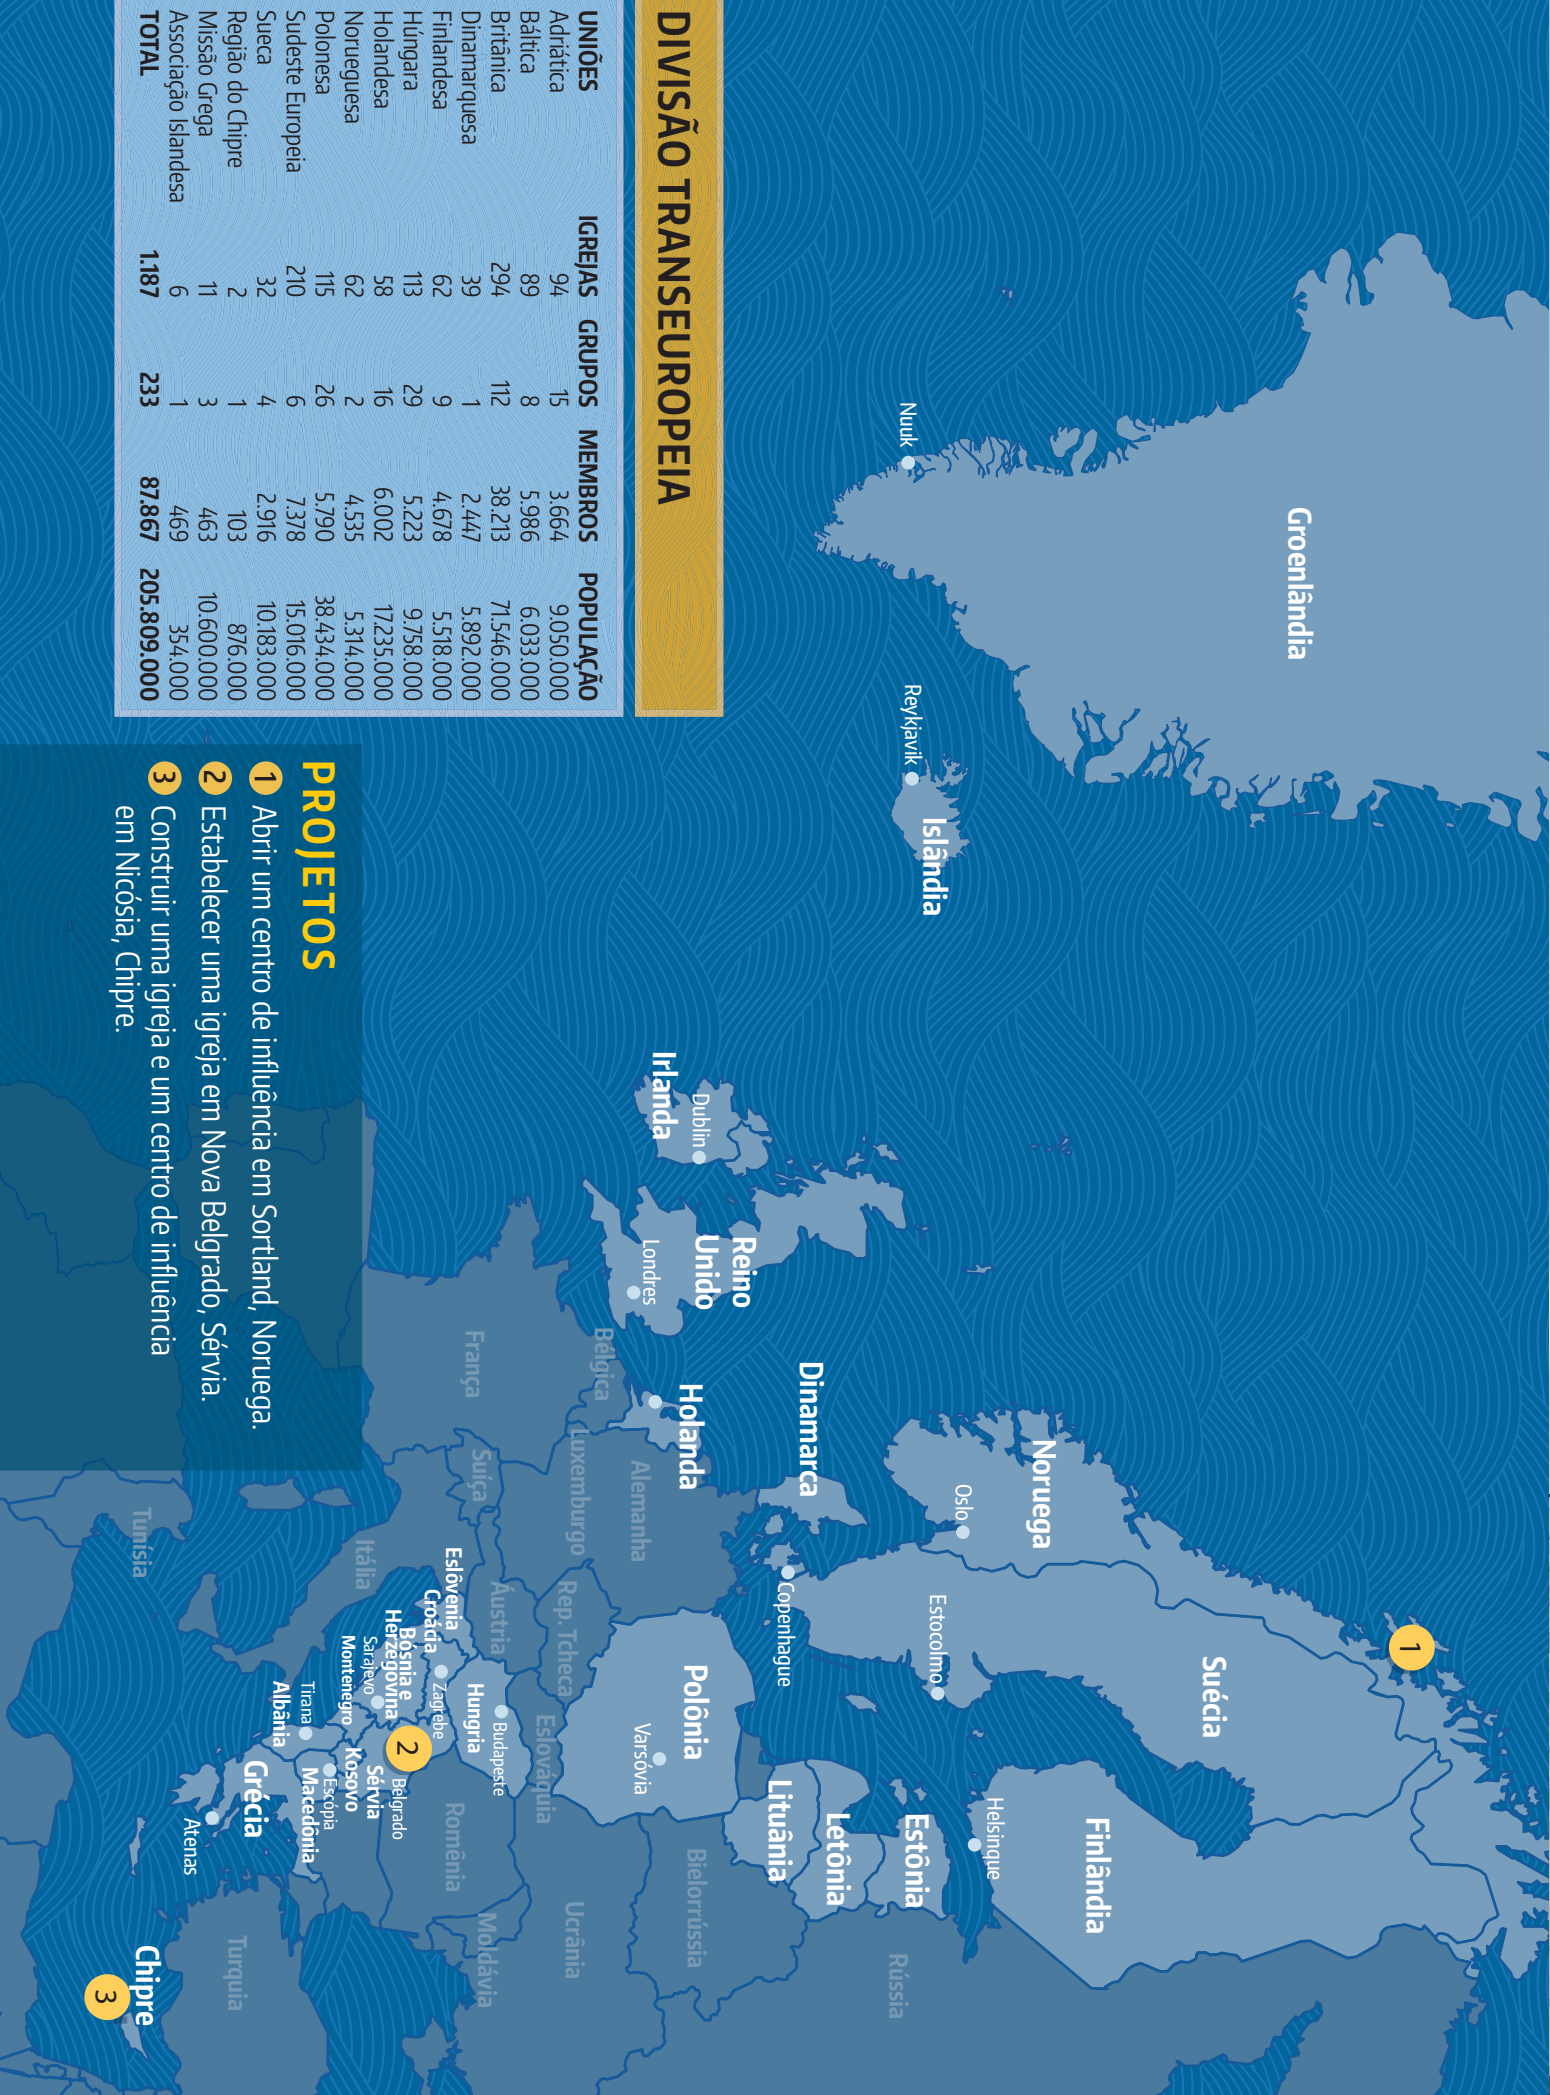 DIVISÃO TRANSEUROPEIA
UNIÕES IGREJAS GRUPOS MEMBROS POPULAÇÃO
Adriática 94 15 3.664 9.050.000
Báltica 89 8 5.986 6.033.000
Britânica 294 112 38.213 71.546.000
Dinamarquesa 39 1 2.447 5.892.000
Finlandesa 62 9 4.678 5.518.000
Húngara 113 29 5.223 9.758.000
Holandesa 58 16 6.002 17.235.000
Norueguesa 62 2 4.535 5.314.000
Polonesa 115 26 5.790 38.434.000
Sudeste Europeia 210 6 7.378 15.016.000
Sueca 32 4 2.916 10.183.000
Região do Chipre 2 1 103 876.000
Missão Grega 11 3 463 10.600.000
Associação Islandesa 6 1 469 354.000
TOTAL 1.187 233 87.867 205.809.000
PROJETOS
1 Abrir um centro de influência em Sortland, Noruega.
2 Estabelecer uma igreja em Nova Belgrado, Sérvia.
3 Construir uma igreja e um centro de influência
em Nicósia, Chipre.
Groenlândia
Nuuk
Reykjavik
Islândia
Irlanda
Dublin
Reino
Unido
Londres
Dinamarca
Copenhague
Holanda
Noruega
Oslo
1
Suécia
Estocolmo
Finlândia
Helsinque
Estônia
Letônia
Lituânia
Polônia
Varsóvia
Rússia
Bielorrússia
Ucrânia
Moldávia
Romênia
Bélgica
Luxemburgo
Alemanha
França
Suíça
Áustria
Rep. Tcheca
Eslováquia
Itália
Tunísia
Hungria
Budapeste
Eslôvenia
Croácia
Zagrebe
Bósnia e
Herzegovina
Sarajevo
Montenegro
2
Belgrado
Sérvia
Kosovo
Escópia
Macedônia
Tirana
Albânia
Grécia
Atenas
Turquia
Chipre
3